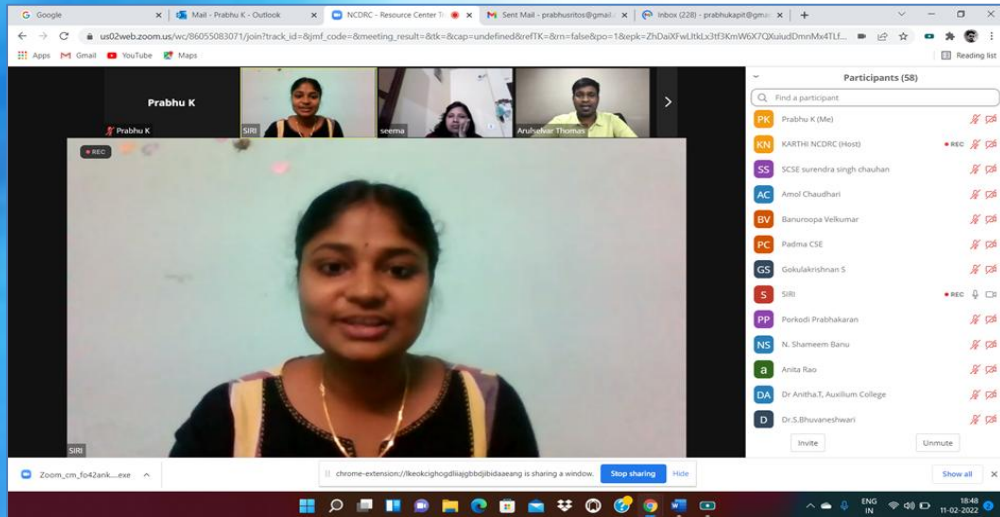 Google
Mail - Prabhu K - Outlook
NCDRC - Resource Center Tr
Sent Mail - prabhusritos@gmail.
Inbox (228) - prabhukapit@gmai
us02web.zoom.us/wc/86055083071/join?track_id=&jmf_code=&meeting_result=&tk=&cap=undefined&refTK=&rn=false&po=1&epk=
Apps
Gmail
YouTube
Maps
Reading list
Prabhu K
Prabhu K
SIRI
seema
Arulselvar Thomas
REC
SIRI
Participants (58)
Find a participant
PK Prabhu K (Me)
KN KARTHI NCDRC (Host) REC
SS SCSE surendra singh chauhan
AC Amol Chaudhari
BV Banuroopa Velkumar
PC Padma CSE
GS Gokulakrishnan S
S SIRI REC
PP Porkodi Prabhakaran
NS N. Shameem Banu
a Anita Rao
DA Dr Anitha.T, Auxilium College
D Dr.S.Bhuvaneshwari
Invite
Unmute
Zoom_cm_fo42ank....exe
is sharing a window.
Stop sharing
Hide
Show all
ENG
IN
18:48
11-02-2022